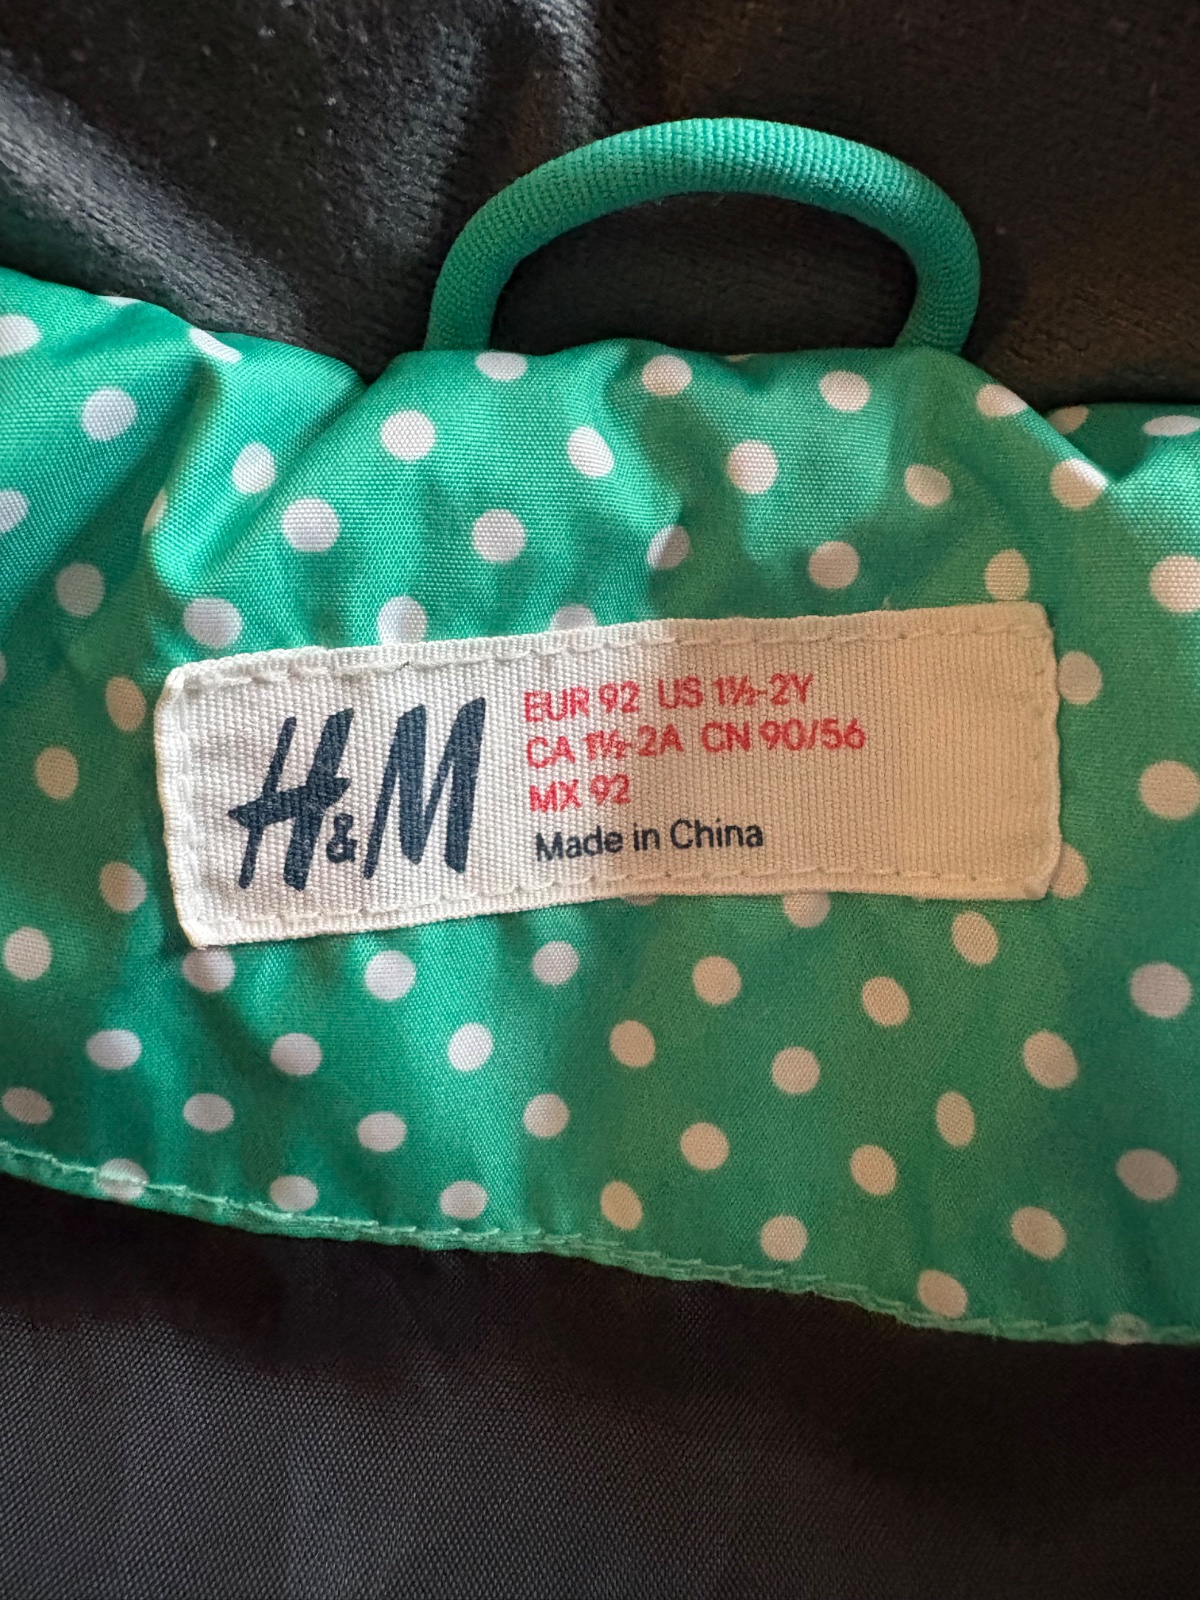 H&M
EUR 92 US 1½-2Y
CA 1½-2A CN 90/56
MX 92
Made in China